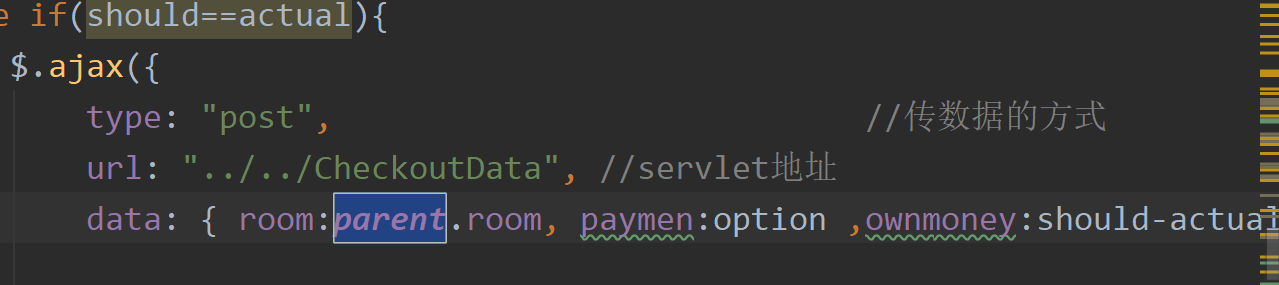 e if(should==actual){
$.ajax({
type: "post", //传数据的方式
url: "../../CheckoutData", //servlet地址
data: { room:parent.room, paymen:option ,ownmoney:should-actual